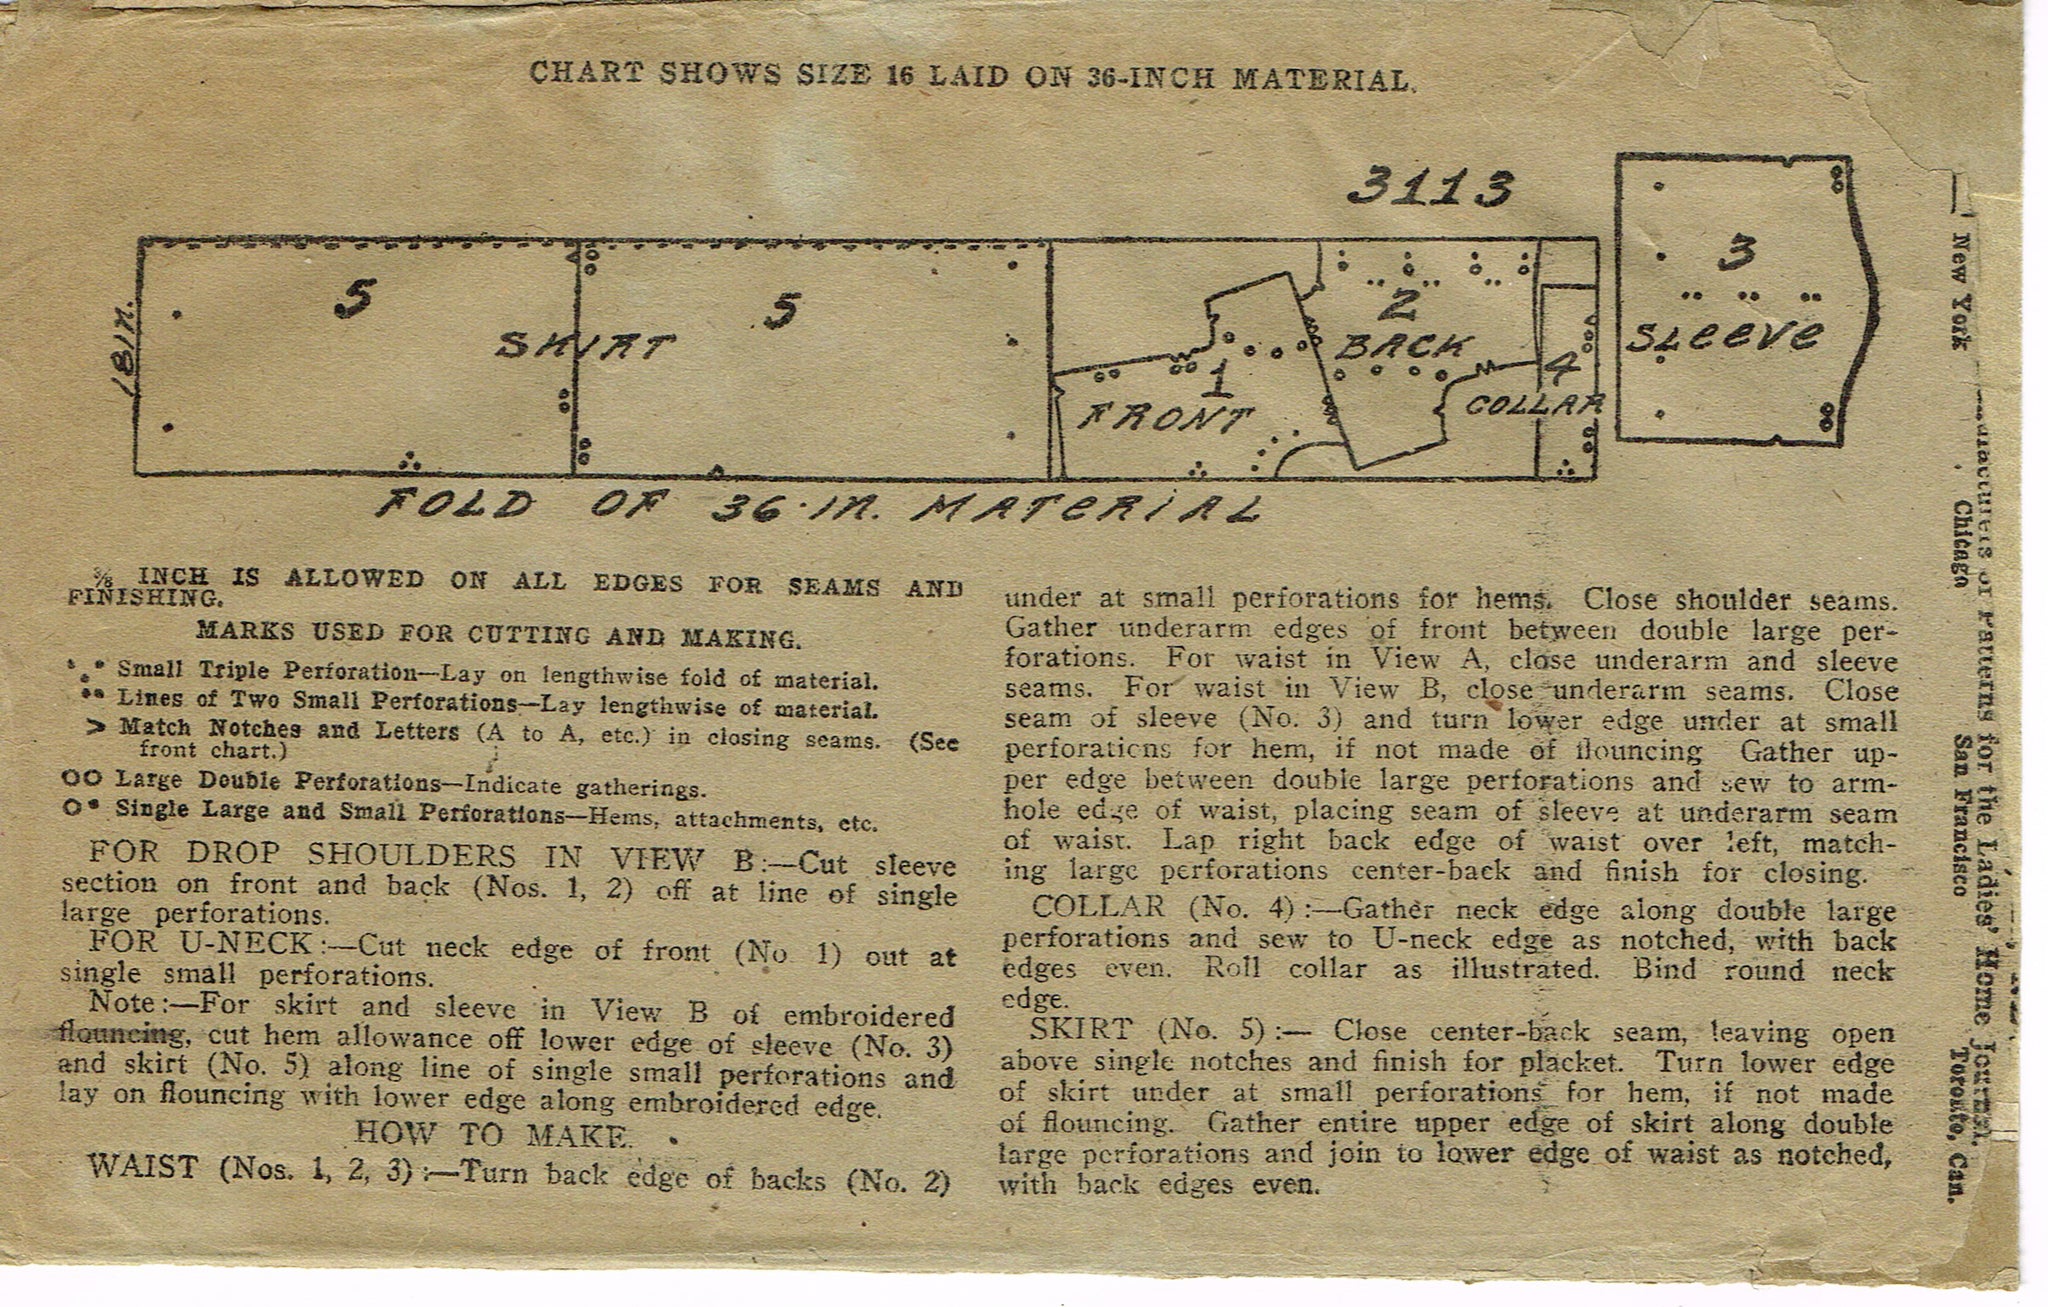 CHART SHOWS SIZE 16 LAID ON 36-INCH MATERIAL.
3113
5
5
SKIRT
18 IN.
1
FRONT
2
BACK
4
COLLAR
3
SLEEVE
FOLD OF 36-IN. MATERIAL
3/8 INCH IS ALLOWED ON ALL EDGES FOR SEAMS AND
FINISHING.
MARKS USED FOR CUTTING AND MAKING.
Small Triple Perforation—Lay on lengthwise fold of material.
Lines of Two Small Perforations—Lay lengthwise of material.
> Match Notches and Letters (A to A, etc.) in closing seams. (See
front chart.)
OO Large Double Perforations—Indicate gatherings.
O• Single Large and Small Perforations—Hems, attachments, etc.
FOR DROP SHOULDERS IN VIEW B:—Cut sleeve
section on front and back (Nos. 1, 2) off at line of single
large perforations.
FOR U-NECK:—Cut neck edge of front (No 1) out at
single small perforations.
Note:—For skirt and sleeve in View B of embroidered
flouncing, cut hem allowance off lower edge of sleeve (No. 3)
and skirt (No. 5) along line of single small perforations and
lay on flouncing with lower edge along embroidered edge.
HOW TO MAKE.
WAIST (Nos. 1, 2, 3):—Turn back edge of backs (No. 2)
under at small perforations for hems. Close shoulder seams.
Gather underarm edges of front between double large per-
forations. For waist in View A, close underarm and sleeve
seams. For waist in View B, close underarm seams. Close
seam of sleeve (No. 3) and turn lower edge under at small
perforations for hem, if not made of flouncing Gather up-
per edge between double large perforations and sew to arm-
hole edge of waist, placing seam of sleeve at underarm seam
of waist. Lap right back edge of waist over left, match-
ing large perforations center-back and finish for closing.
COLLAR (No. 4):—Gather neck edge along double large
perforations and sew to U-neck edge as notched, with back
edges even. Roll collar as illustrated. Bind round neck
edge.
SKIRT (No. 5):— Close center-back seam, leaving open
above single notches and finish for placket. Turn lower edge
of skirt under at small perforations for hem, if not made
of flouncing. Gather entire upper edge of skirt along double
large perforations and join to lower edge of waist as notched,
with back edges even.
of Patterns for the Ladies' Home Journal.
New York Chicago San Francisco Toronto, Can.